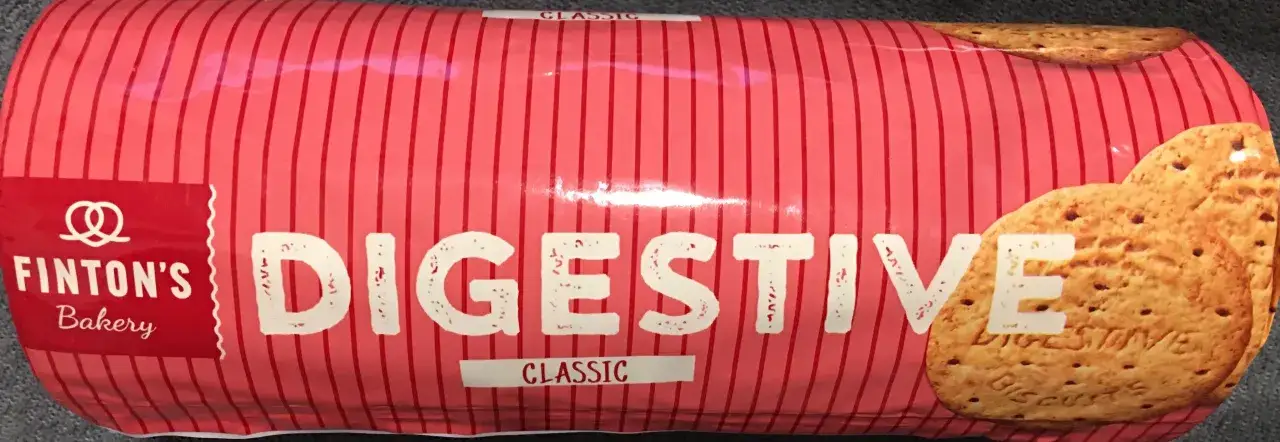 CLASSIC
FINTON'S
Bakery
DIGESTIVE
CLASSIC
DIGESTIVE
BISCUITS